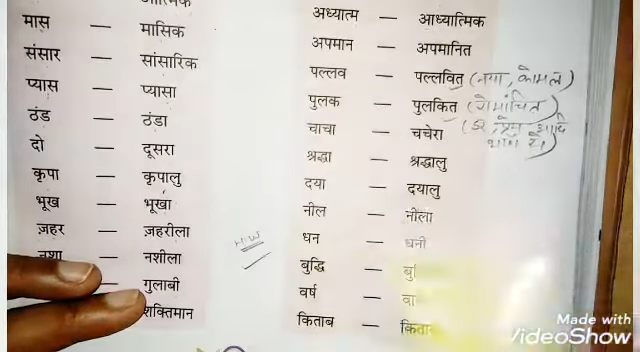 मास — मासिक
संसार — सांसारिक
प्यास — प्यासा
ठंड — ठंडा
दो — दूसरा
कृपा — कृपालु
भूख — भूखा
ज़हर — ज़हरीला
नशा — नशीला
— गुलाबी
शक्तिमान
अध्यात्म — आध्यात्मिक
अपमान — अपमानित
पल्लव — पल्लवित (नया, कोमल)
पुलक — पुलकित (रोमांचित)
चाचा — चचेरा
श्रद्धा — श्रद्धालु
दया — दयालु
नील — नीला
धन — धनी
बुद्धि — बु
वर्ष — वा
किताब — किता
H.W
Made with
VideoShow